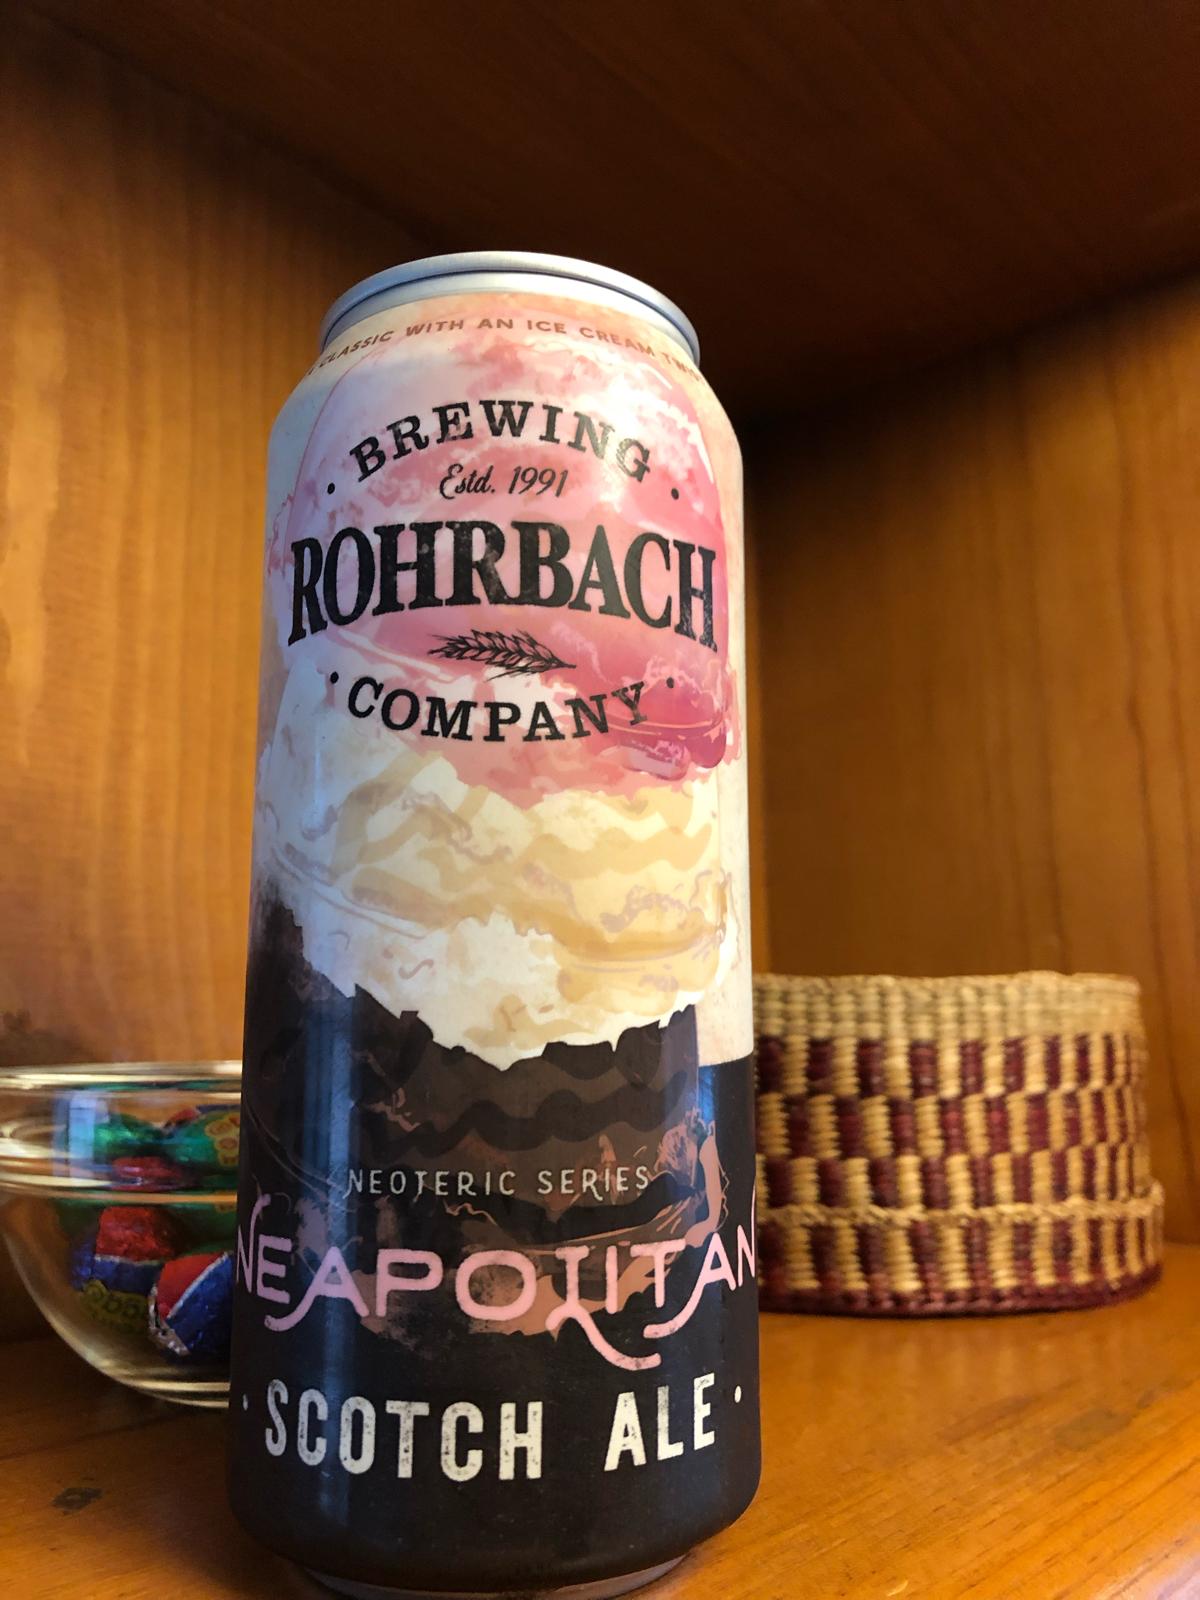 CLASSIC WITH AN ICE CREAM
BREWING
Estd. 1991
ROHRBACH
COMPANY
NEOTERIC SERIES
NEAPOLITAN
SCOTCH ALE